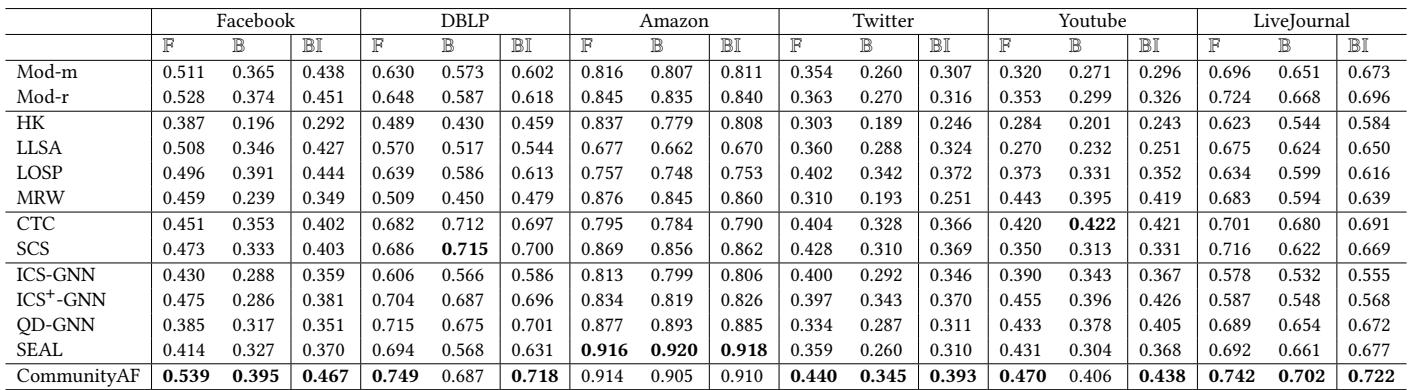 Facebook DBLP Amazon Twitter Youtube LiveJournal
𝔽 𝔹 𝔹𝕀 𝔽 𝔹 𝔹𝕀 𝔽 𝔹 𝔹𝕀 𝔽 𝔹 𝔹𝕀 𝔽 𝔹 𝔹𝕀 𝔽 𝔹 𝔹𝕀
Mod-m 0.511 0.365 0.438 0.630 0.573 0.602 0.816 0.807 0.811 0.354 0.260 0.307 0.320 0.271 0.296 0.696 0.651 0.673
Mod-r 0.528 0.374 0.451 0.648 0.587 0.618 0.845 0.835 0.840 0.363 0.270 0.316 0.353 0.299 0.326 0.724 0.668 0.696
HK 0.387 0.196 0.292 0.489 0.430 0.459 0.837 0.779 0.808 0.303 0.189 0.246 0.284 0.201 0.243 0.623 0.544 0.584
LLSA 0.508 0.346 0.427 0.570 0.517 0.544 0.677 0.662 0.670 0.360 0.288 0.324 0.270 0.232 0.251 0.675 0.624 0.650
LOSP 0.496 0.391 0.444 0.639 0.586 0.613 0.757 0.748 0.753 0.402 0.342 0.372 0.373 0.331 0.352 0.634 0.599 0.616
MRW 0.459 0.239 0.349 0.509 0.450 0.479 0.876 0.845 0.860 0.310 0.193 0.251 0.443 0.395 0.419 0.683 0.594 0.639
CTC 0.451 0.353 0.402 0.682 0.712 0.697 0.795 0.784 0.790 0.404 0.328 0.366 0.420 0.422 0.421 0.701 0.680 0.691
SCS 0.473 0.333 0.403 0.686 0.715 0.700 0.869 0.856 0.862 0.428 0.310 0.369 0.350 0.313 0.331 0.716 0.622 0.669
ICS-GNN 0.430 0.288 0.359 0.606 0.566 0.586 0.813 0.799 0.806 0.400 0.292 0.346 0.390 0.343 0.367 0.578 0.532 0.555
ICS⁺-GNN 0.475 0.286 0.381 0.704 0.687 0.696 0.834 0.819 0.826 0.397 0.343 0.370 0.455 0.396 0.426 0.587 0.548 0.568
QD-GNN 0.385 0.317 0.351 0.715 0.675 0.701 0.877 0.893 0.885 0.334 0.287 0.311 0.433 0.378 0.405 0.689 0.654 0.672
SEAL 0.414 0.327 0.370 0.694 0.568 0.631 0.916 0.920 0.918 0.359 0.260 0.310 0.431 0.304 0.368 0.692 0.661 0.677
CommunityAF 0.539 0.395 0.467 0.749 0.687 0.718 0.914 0.905 0.910 0.440 0.345 0.393 0.470 0.406 0.438 0.742 0.702 0.722